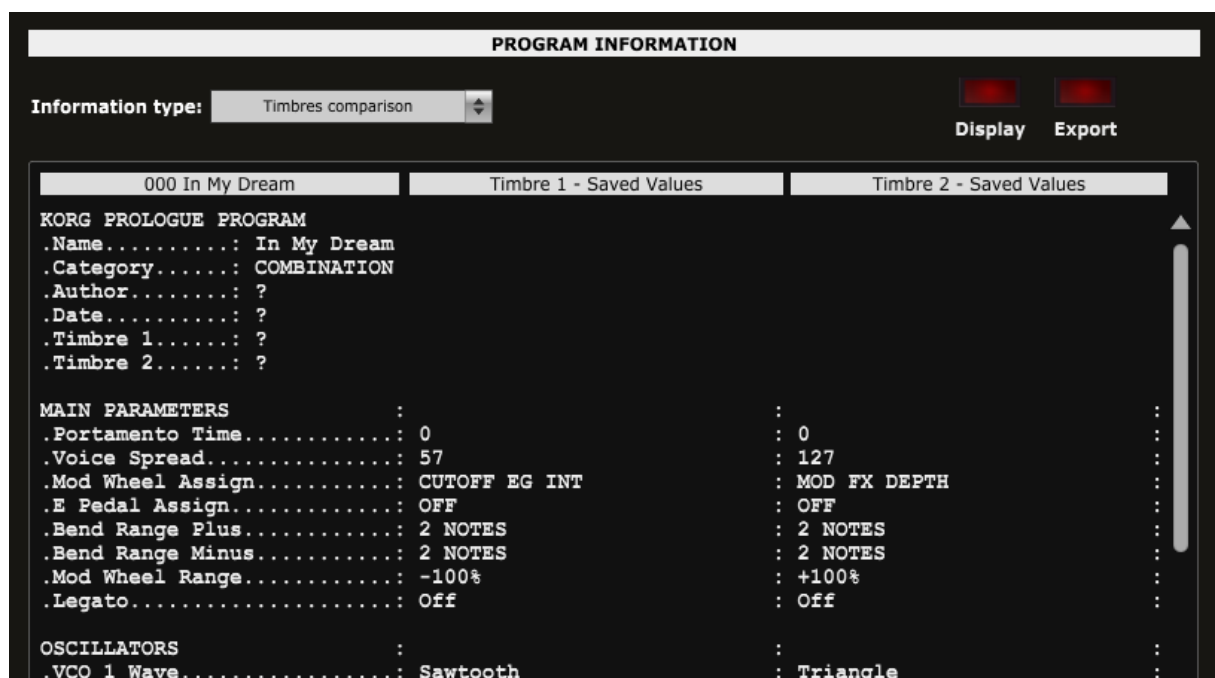 PROGRAM INFORMATION
Information type: Timbres comparison
Display Export
000 In My Dream Timbre 1 - Saved Values Timbre 2 - Saved Values
KORG PROLOGUE PROGRAM
.Name..........: In My Dream
.Category......: COMBINATION
.Author........: ?
.Date..........: ?
.Timbre 1......: ?
.Timbre 2......: ?
MAIN PARAMETERS : : :
.Portamento Time............: 0 : 0 :
.Voice Spread...............: 57 : 127 :
.Mod Wheel Assign...........: CUTOFF EG INT : MOD FX DEPTH :
.E Pedal Assign.............: OFF : OFF :
.Bend Range Plus............: 2 NOTES : 2 NOTES :
.Bend Range Minus...........: 2 NOTES : 2 NOTES :
.Mod Wheel Range............: -100% : +100% :
.Legato.....................: Off : Off :
OSCILLATORS : : :
.VCO 1 Wave.................: Sawtooth : Triangle :